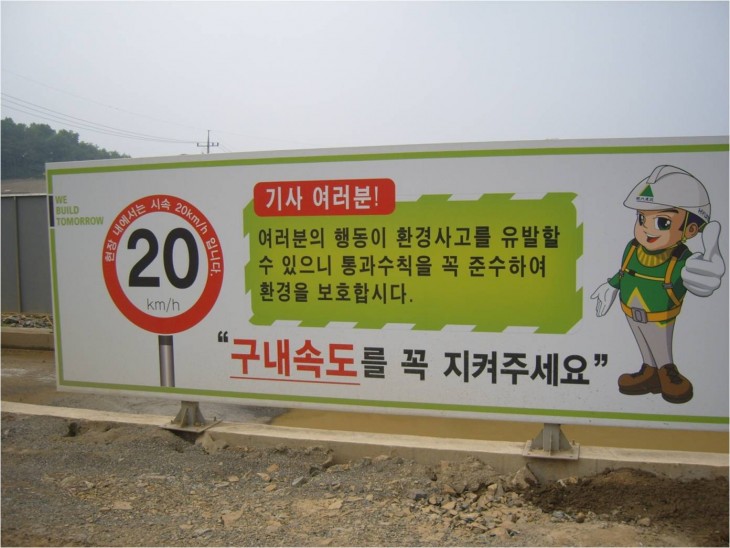 WE
BUILD
TOMORROW
현장 내에서는 시속 20km/h 입니다.
20
km/h
기사 여러분!
여러분의 행동이 환경사고를 유발할
수 있으니 통과수칙을 꼭 준수하여
환경을 보호합시다.
“구내속도를 꼭 지켜주세요”